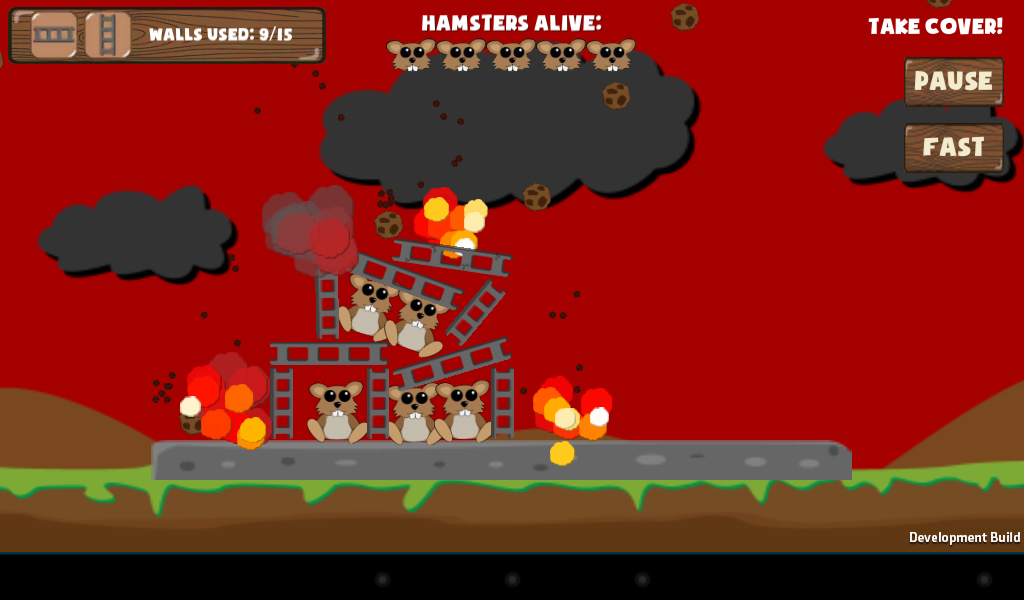 WALLS USED: 9/15
HAMSTERS ALIVE:
TAKE COVER!
PAUSE
FAST
Development Build